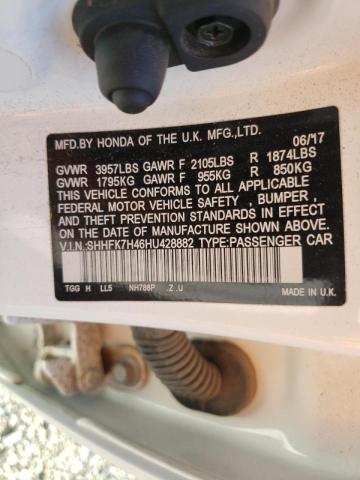 MFD.BY HONDA OF THE U.K. MFG.,LTD. 06/17
GVWR 3957LBS GAWR F 2105LBS R 1874LBS
GVWR 1795KG GAWR F 955KG R 850KG
THIS VEHICLE CONFORMS TO ALL APPLICABLE
FEDERAL MOTOR VEHICLE SAFETY , BUMPER ,
AND THEFT PREVENTION STANDARDS IN EFFECT
ON THE DATE OF MANUFACTURE SHOWN ABOVE.
V.I.N.:SHHFK7H46HU428882 TYPE:PASSENGER CAR
TGG H LL5 NH788P .Z .U
MADE IN U.K.